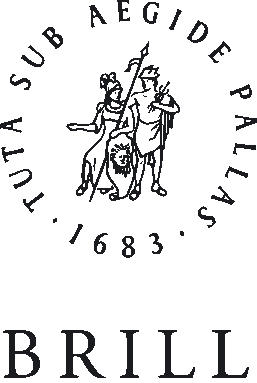 · TUTA SUB AEGIDE PALLAS ·
1683
BRILL